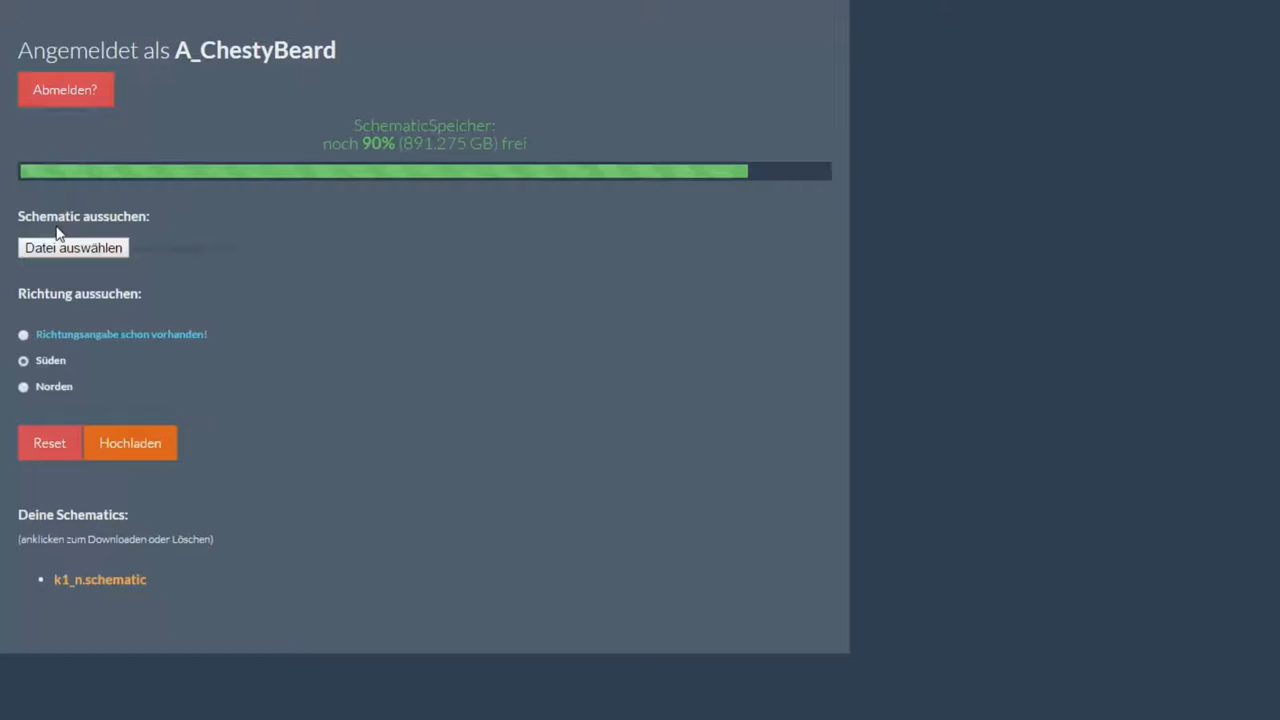 Angemeldet als A_ChestyBeard
Abmelden?
SchematicSpeicher:
noch 90% (891.275 GB) frei
Schematic aussuchen:
Datei auswählen
Richtung aussuchen:
Richtungsangabe schon vorhanden!
Süden
Norden
Reset Hochladen
Deine Schematics:
(anklicken zum Downloaden oder Löschen)
k1_n.schematic